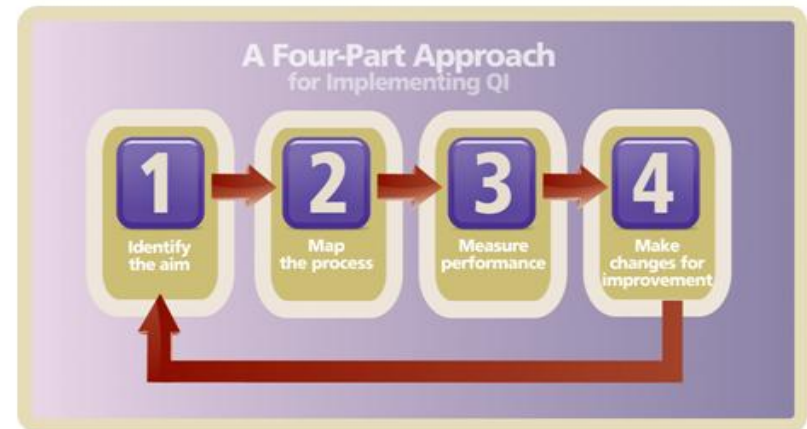 A Four-Part Approach
for Implementing QI
1
Identify
the aim
2
Map
the process
3
Measure
performance
4
Make
changes for
improvement